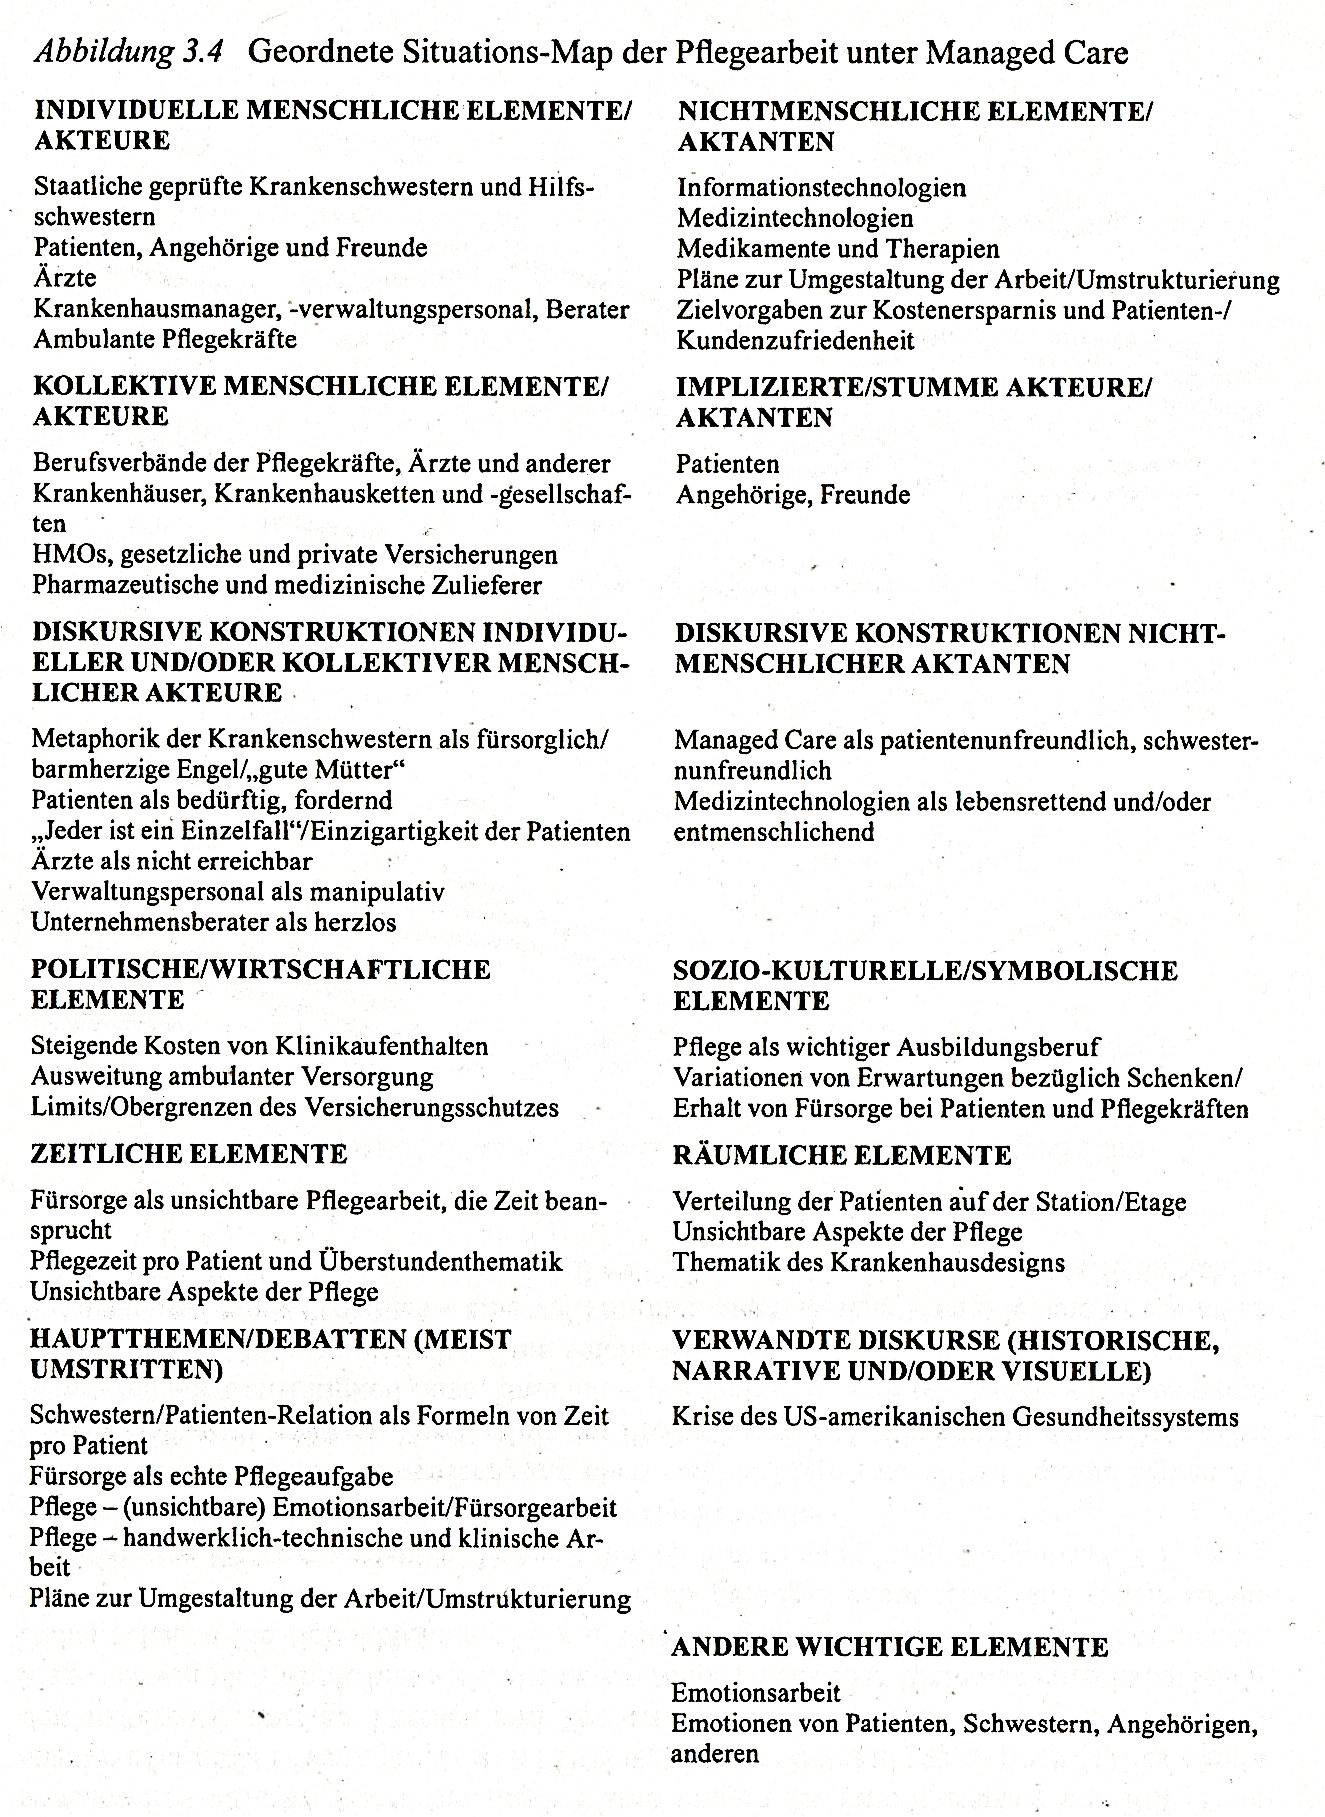 Abbildung 3.4 Geordnete Situations-Map der Pflegearbeit unter Managed Care
INDIVIDUELLE MENSCHLICHE ELEMENTE/
AKTEURE
Staatliche geprüfte Krankenschwestern und Hilfs-
schwestern
Patienten, Angehörige und Freunde
Ärzte
Krankenhausmanager, -verwaltungspersonal, Berater
Ambulante Pflegekräfte
NICHTMENSCHLICHE ELEMENTE/
AKTANTEN
Informationstechnologien
Medizintechnologien
Medikamente und Therapien
Pläne zur Umgestaltung der Arbeit/Umstrukturierung
Zielvorgaben zur Kostenersparnis und Patienten-/
Kundenzufriedenheit
KOLLEKTIVE MENSCHLICHE ELEMENTE/
AKTEURE
Berufsverbände der Pflegekräfte, Ärzte und anderer
Krankenhäuser, Krankenhausketten und -gesellschaf-
ten
HMOs, gesetzliche und private Versicherungen
Pharmazeutische und medizinische Zulieferer
IMPLIZIERTE/STUMME AKTEURE/
AKTANTEN
Patienten
Angehörige, Freunde
DISKURSIVE KONSTRUKTIONEN INDIVIDU-
ELLER UND/ODER KOLLEKTIVER MENSCH-
LICHER AKTEURE
Metaphorik der Krankenschwestern als fürsorglich/
barmherzige Engel/„gute Mütter“
Patienten als bedürftig, fordernd
„Jeder ist ein Einzelfall“/Einzigartigkeit der Patienten
Ärzte als nicht erreichbar
Verwaltungspersonal als manipulativ
Unternehmensberater als herzlos
DISKURSIVE KONSTRUKTIONEN NICHT-
MENSCHLICHER AKTANTEN
Managed Care als patientenunfreundlich, schwester-
nunfreundlich
Medizintechnologien als lebensrettend und/oder
entmenschlichend
POLITISCHE/WIRTSCHAFTLICHE
ELEMENTE
Steigende Kosten von Klinikaufenthalten
Ausweitung ambulanter Versorgung
Limits/Obergrenzen des Versicherungsschutzes
SOZIO-KULTURELLE/SYMBOLISCHE
ELEMENTE
Pflege als wichtiger Ausbildungsberuf
Variationen von Erwartungen bezüglich Schenken/
Erhalt von Fürsorge bei Patienten und Pflegekräften
ZEITLICHE ELEMENTE
Fürsorge als unsichtbare Pflegearbeit, die Zeit bean-
sprucht
Pflegezeit pro Patient und Überstundenthematik
Unsichtbare Aspekte der Pflege
RÄUMLICHE ELEMENTE
Verteilung der Patienten auf der Station/Etage
Unsichtbare Aspekte der Pflege
Thematik des Krankenhausdesigns
HAUPTTHEMEN/DEBATTEN (MEIST
UMSTRITTEN)
Schwestern/Patienten-Relation als Formeln von Zeit
pro Patient
Fürsorge als echte Pflegeaufgabe
Pflege – (unsichtbare) Emotionsarbeit/Fürsorgearbeit
Pflege – handwerklich-technische und klinische Ar-
beit
Pläne zur Umgestaltung der Arbeit/Umstrukturierung
VERWANDTE DISKURSE (HISTORISCHE,
NARRATIVE UND/ODER VISUELLE)
Krise des US-amerikanischen Gesundheitssystems
ANDERE WICHTIGE ELEMENTE
Emotionsarbeit
Emotionen von Patienten, Schwestern, Angehörigen,
anderen